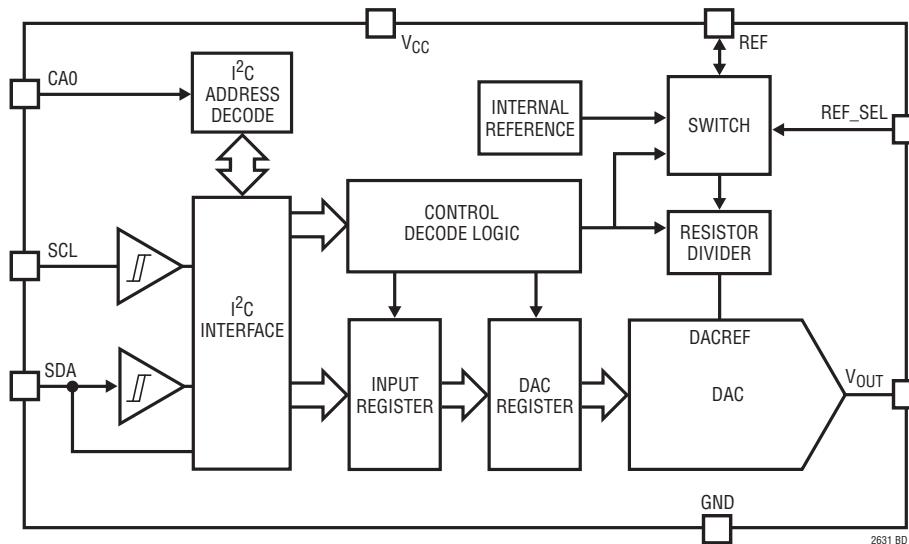 VCC
REF
CA0
I2C
ADDRESS
DECODE
INTERNAL
REFERENCE
SWITCH
REF_SEL
CONTROL
DECODE LOGIC
RESISTOR
DIVIDER
SCL
I2C
INTERFACE
SDA
INPUT
REGISTER
DAC
REGISTER
DACREF
DAC
VOUT
GND
2631 BD